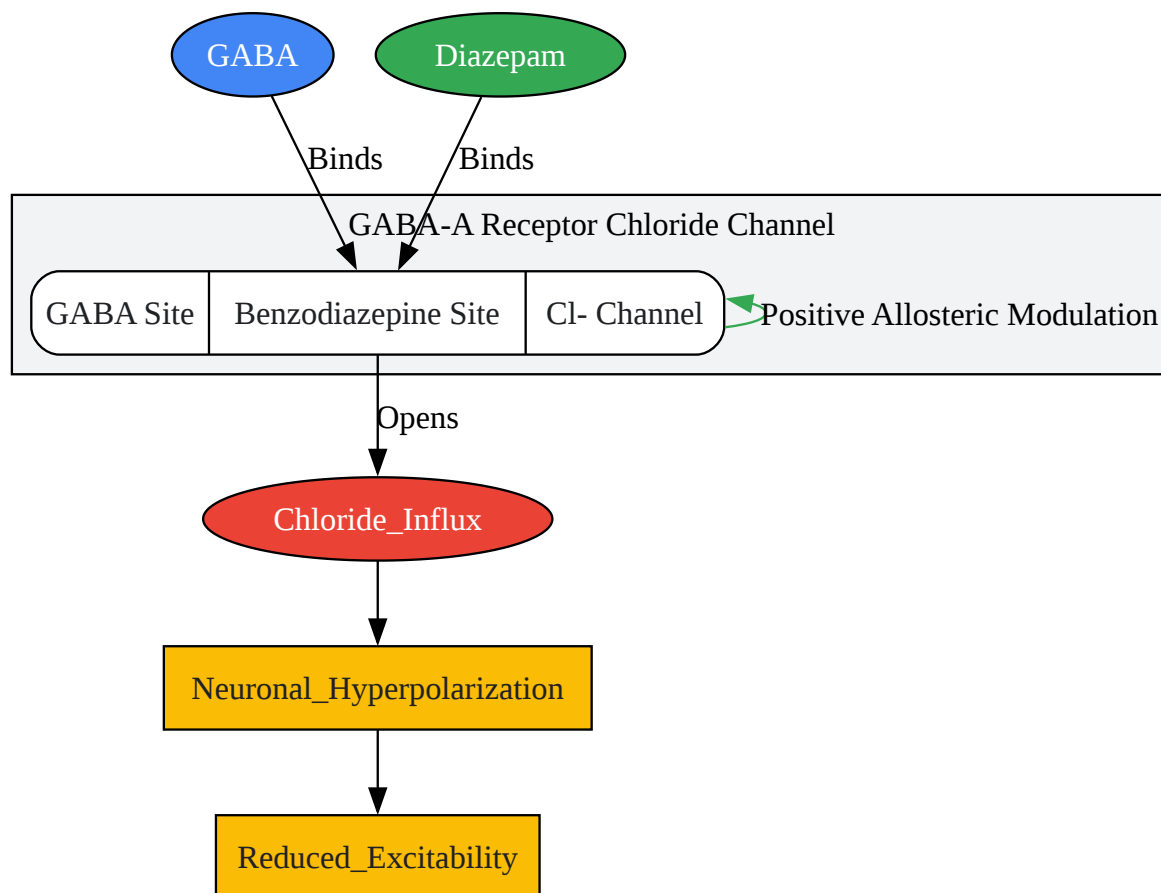 GABA
Diazepam
Binds
Binds
GABA-A Receptor Chloride Channel
GABA Site
Benzodiazepine Site
Cl- Channel
Positive Allosteric Modulation
Opens
Chloride_Influx
Neuronal_Hyperpolarization
Reduced_Excitability